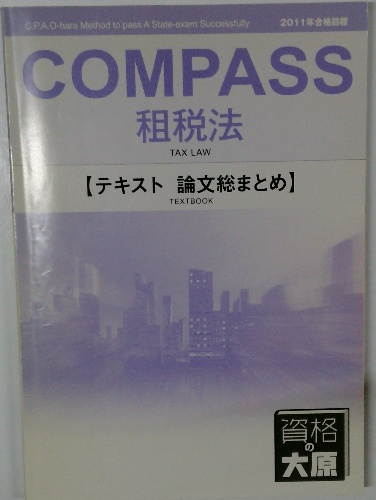 C.P.A.O-hara Method to pass A State-exam Successfully
2011年合格目標
COMPASS
租税法
TAX LAW
【テキスト 論文総まとめ】
TEXTBOOK
資格
の
大原